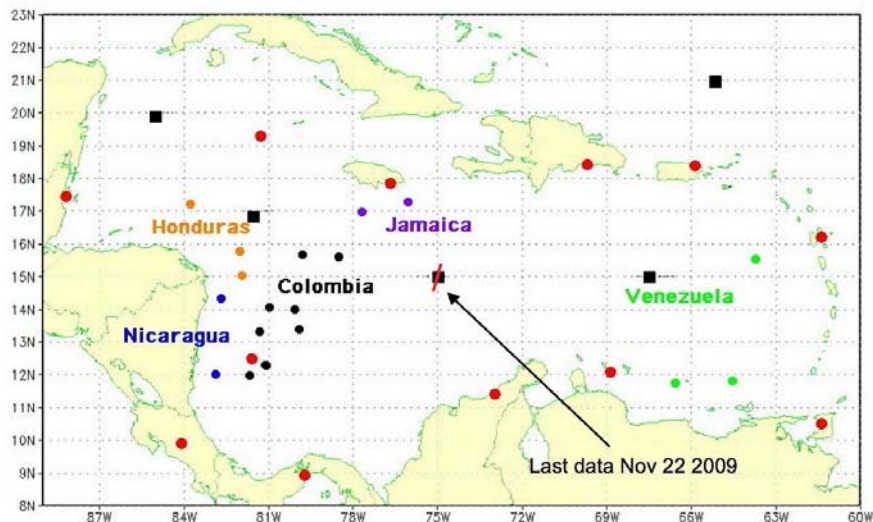 23N
22N
21N
20N
19N
18N
17N
Honduras
Jamaica
16N
15N
Colombia
Venezuela
14N
Nicaragua
13N
12N
11N
10N
Last data Nov 22 2009
9N
8N
87W 84W 81W 78W 75W 72W 69W 66W 63W 60W